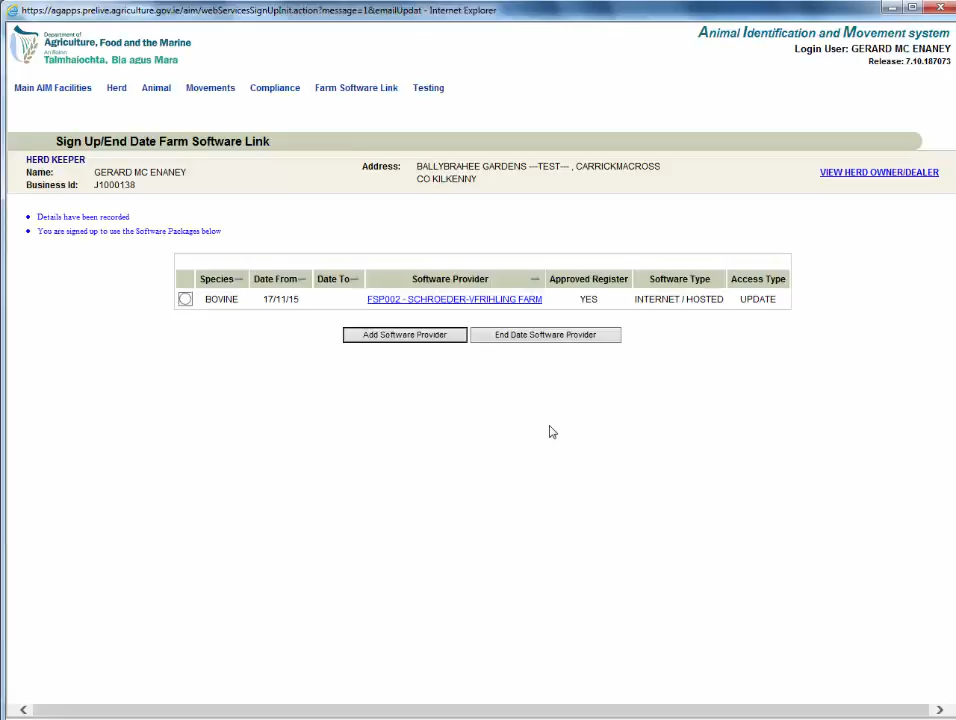 https://agapps.prelive.agriculture.gov.ie/aim/webServicesSignUpInit.action?message=1&emailUpdat - Internet Explorer
Department of
Agriculture, Food and the Marine
An Roinn
Talmhaíochta, Bia agus Mara
Animal Identification and Movement system
Login User: GERARD MC ENANEY
Release: 7.10.187073
Main AIM Facilities Herd Animal Movements Compliance Farm Software Link Testing
Sign Up/End Date Farm Software Link
HERD KEEPER
Name: GERARD MC ENANEY
Business Id: J1000138
Address: BALLYBRAHEE GARDENS ---TEST--- , CARRICKMACROSS
CO KILKENNY
VIEW HERD OWNER/DEALER
Details have been recorded
You are signed up to use the Software Packages below
Species Date From Date To Software Provider Approved Register Software Type Access Type
BOVINE 17/11/15 FSP002 - SCHROEDER-VFRIHLING FARM YES INTERNET / HOSTED UPDATE
Add Software Provider End Date Software Provider